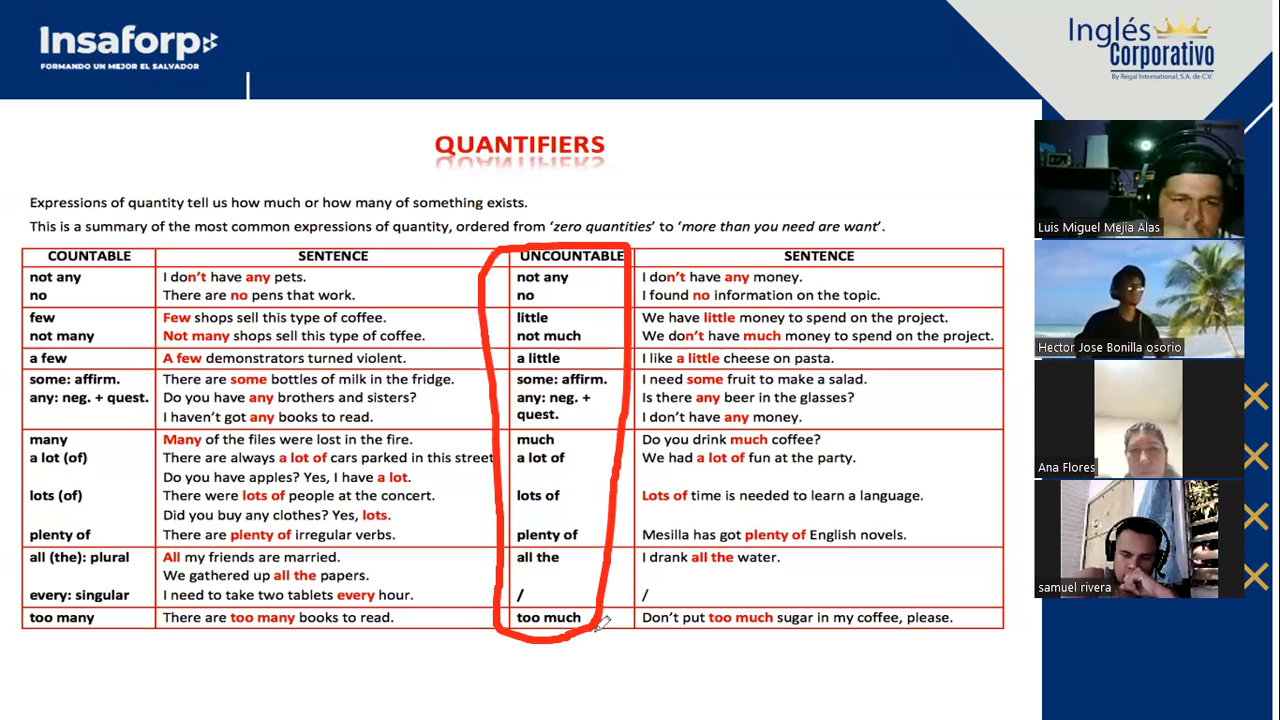 Insaforp
FORMANDO UN MEJOR EL SALVADOR
Inglés
Corporativo
By Regal International, S.A. de C.V.
QUANTIFIERS
Expressions of quantity tell us how much or how many of something exists.
This is a summary of the most common expressions of quantity, ordered from ‘zero quantities’ to ‘more than you need are want’.
COUNTABLE SENTENCE UNCOUNTABLE SENTENCE
not any I don’t have any pets. not any I don’t have any money.
no There are no pens that work. no I found no information on the topic.
few Few shops sell this type of coffee. little We have little money to spend on the project.
not many Not many shops sell this type of coffee. not much We don’t have much money to spend on the project.
a few A few demonstrators turned violent. a little I like a little cheese on pasta.
some: affirm. There are some bottles of milk in the fridge. some: affirm. I need some fruit to make a salad.
any: neg. + quest. Do you have any brothers and sisters? any: neg. + Is there any beer in the glasses?
I haven’t got any books to read. quest. I don’t have any money.
many Many of the files were lost in the fire. much Do you drink much coffee?
a lot (of) There are always a lot of cars parked in this street a lot of We had a lot of fun at the party.
Do you have apples? Yes, I have a lot.
lots (of) There were lots of people at the concert. lots of Lots of time is needed to learn a language.
Did you buy any clothes? Yes, lots.
plenty of There are plenty of irregular verbs. plenty of Mesilla has got plenty of English novels.
all (the): plural All my friends are married. all the I drank all the water.
We gathered up all the papers.
every: singular I need to take two tablets every hour. / /
too many There are too many books to read. too much Don’t put too much sugar in my coffee, please.
Luis Miguel Mejia Alas
Hector Jose Bonilla osorio
Ana Flores
samuel rivera